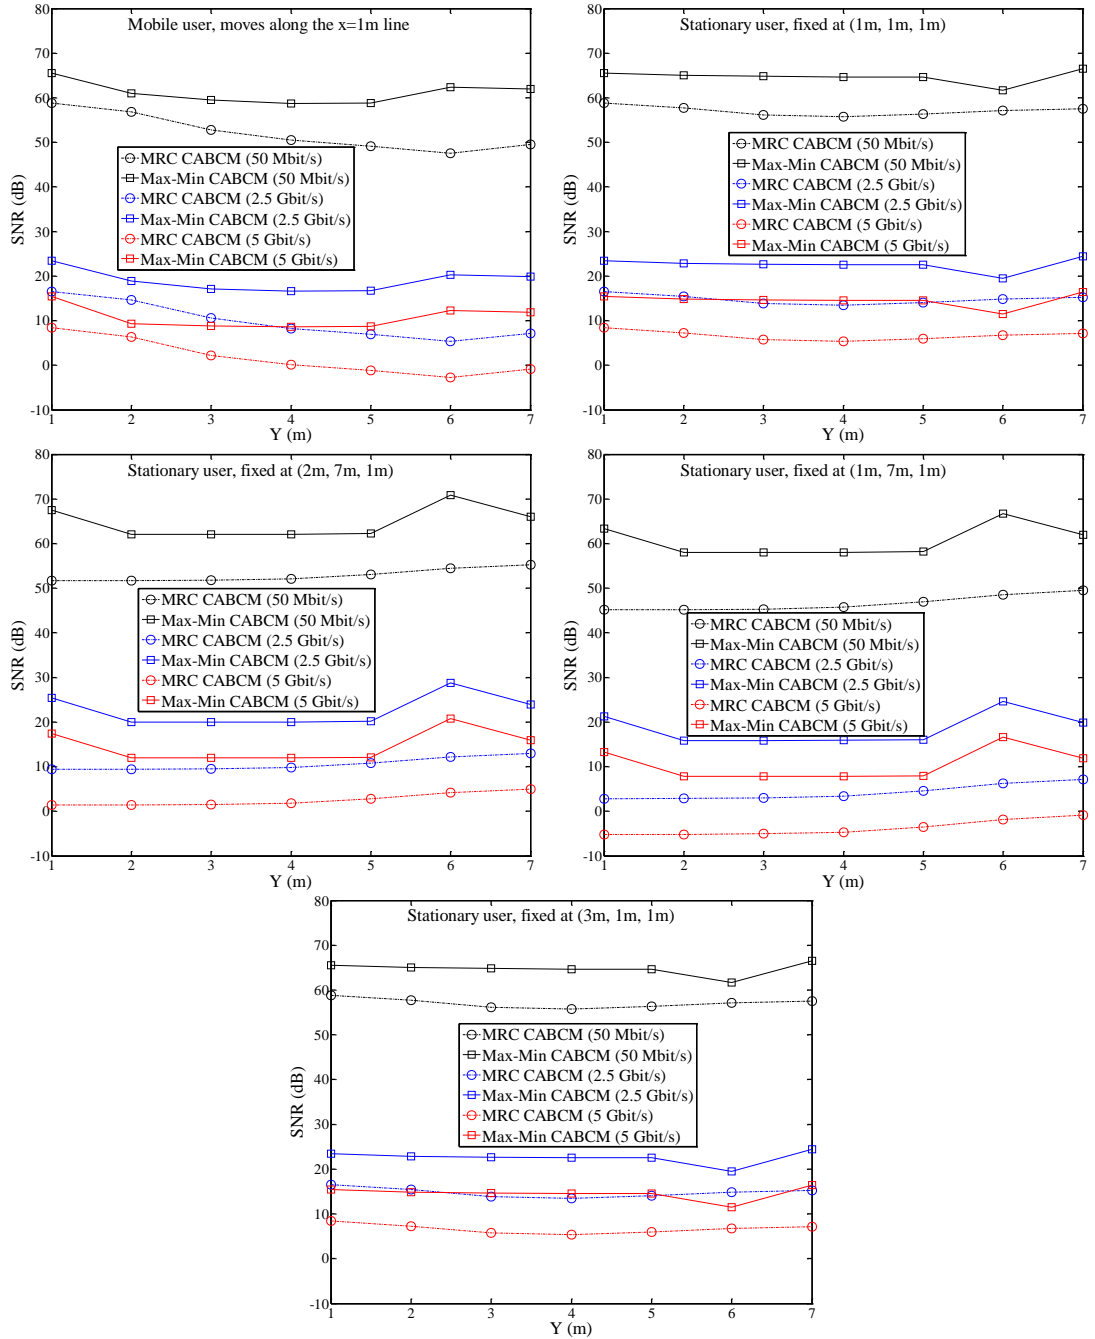 Mobile user, moves along the x=1m line
80
70
60
50
40
30
20
10
0
-10
SNR (dB)
MRC CABCM (50 Mbit/s)
Max-Min CABCM (50 Mbit/s)
MRC CABCM (2.5 Gbit/s)
Max-Min CABCM (2.5 Gbit/s)
MRC CABCM (5 Gbit/s)
Max-Min CABCM (5 Gbit/s)
1 2 3 4 5 6 7
Y (m)
Stationary user, fixed at (1m, 1m, 1m)
80
70
60
50
40
30
20
10
0
-10
SNR (dB)
MRC CABCM (50 Mbit/s)
Max-Min CABCM (50 Mbit/s)
MRC CABCM (2.5 Gbit/s)
Max-Min CABCM (2.5 Gbit/s)
MRC CABCM (5 Gbit/s)
Max-Min CABCM (5 Gbit/s)
1 2 3 4 5 6 7
Y (m)
Stationary user, fixed at (2m, 7m, 1m)
80
70
60
50
40
30
20
10
0
-10
SNR (dB)
MRC CABCM (50 Mbit/s)
Max-Min CABCM (50 Mbit/s)
MRC CABCM (2.5 Gbit/s)
Max-Min CABCM (2.5 Gbit/s)
MRC CABCM (5 Gbit/s)
Max-Min CABCM (5 Gbit/s)
1 2 3 4 5 6 7
Y (m)
Stationary user, fixed at (1m, 7m, 1m)
80
70
60
50
40
30
20
10
0
-10
SNR (dB)
MRC CABCM (50 Mbit/s)
Max-Min CABCM (50 Mbit/s)
MRC CABCM (2.5 Gbit/s)
Max-Min CABCM (2.5 Gbit/s)
MRC CABCM (5 Gbit/s)
Max-Min CABCM (5 Gbit/s)
1 2 3 4 5 6 7
Y (m)
Stationary user, fixed at (3m, 1m, 1m)
80
70
60
50
40
30
20
10
0
-10
SNR (dB)
MRC CABCM (50 Mbit/s)
Max-Min CABCM (50 Mbit/s)
MRC CABCM (2.5 Gbit/s)
Max-Min CABCM (2.5 Gbit/s)
MRC CABCM (5 Gbit/s)
Max-Min CABCM (5 Gbit/s)
1 2 3 4 5 6 7
Y (m)